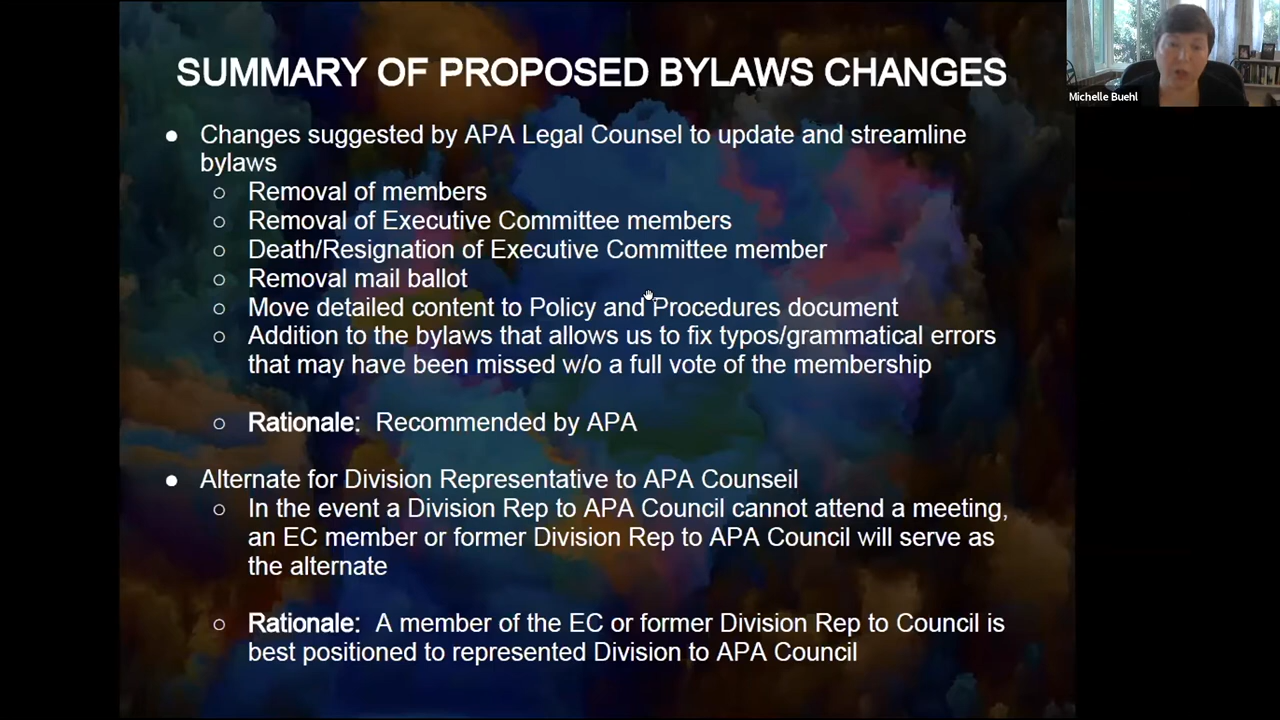 SUMMARY OF PROPOSED BYLAWS CHANGES
Michelle Buehl
● Changes suggested by APA Legal Counsel to update and streamline
bylaws
○ Removal of members
○ Removal of Executive Committee members
○ Death/Resignation of Executive Committee member
○ Removal mail ballot
○ Move detailed content to Policy and Procedures document
○ Addition to the bylaws that allows us to fix typos/grammatical errors
that may have been missed w/o a full vote of the membership
○ Rationale: Recommended by APA
● Alternate for Division Representative to APA Counseil
○ In the event a Division Rep to APA Council cannot attend a meeting,
an EC member or former Division Rep to APA Council will serve as
the alternate
○ Rationale: A member of the EC or former Division Rep to Council is
best positioned to represented Division to APA Council